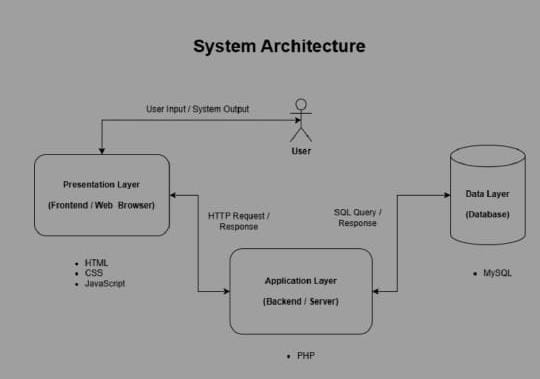 System Architecture
User Input / System Output
User
Presentation Layer
(Frontend / Web Browser)
HTTP Request /
Response
SQL Query /
Response
Data Layer
(Database)
• HTML
• CSS
• JavaScript
Application Layer
(Backend / Server)
• MySQL
• PHP